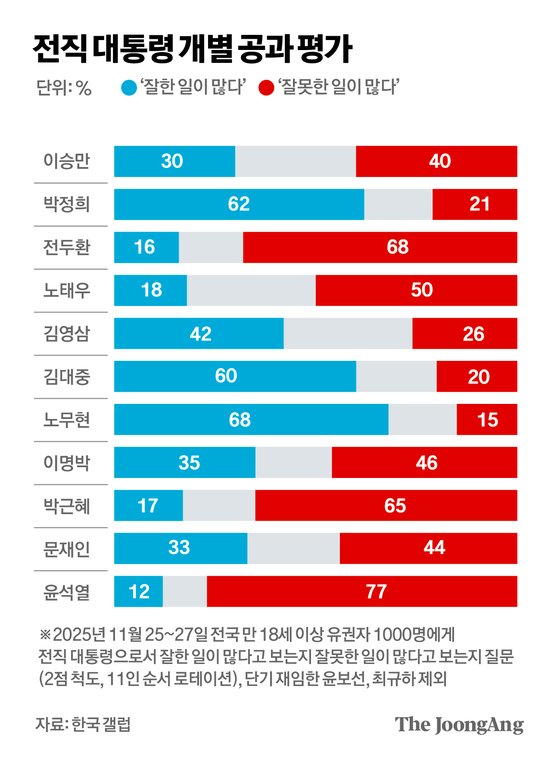 전직 대통령 개별 공과 평가
단위: % ‘잘한 일이 많다’ ‘잘못한 일이 많다’
이승만 30 40
박정희 62 21
전두환 16 68
노태우 18 50
김영삼 42 26
김대중 60 20
노무현 68 15
이명박 35 46
박근혜 17 65
문재인 33 44
윤석열 12 77
※2025년 11월 25~27일 전국 만 18세 이상 유권자 1000명에게
전직 대통령으로서 잘한 일이 많다고 보는지 잘못한 일이 많다고 보는지 질문
(2점 척도, 11인 순서 로테이션), 단기 재임한 윤보선, 최규하 제외
자료: 한국갤럽 The JoongAng